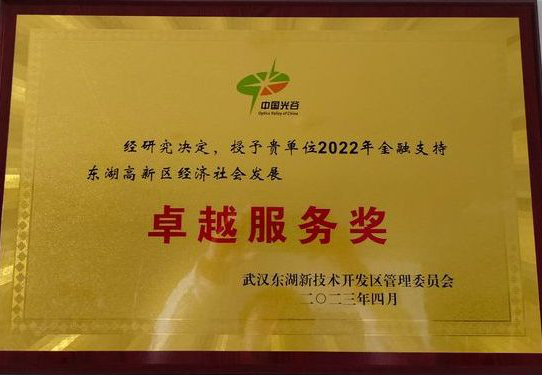 中国光谷
Optics Valley of China
经研究决定，授予贵单位2022年金融支持
东湖高新区经济社会发展
卓越服务奖
武汉东湖新技术开发区管理委员会
二〇二三年四月